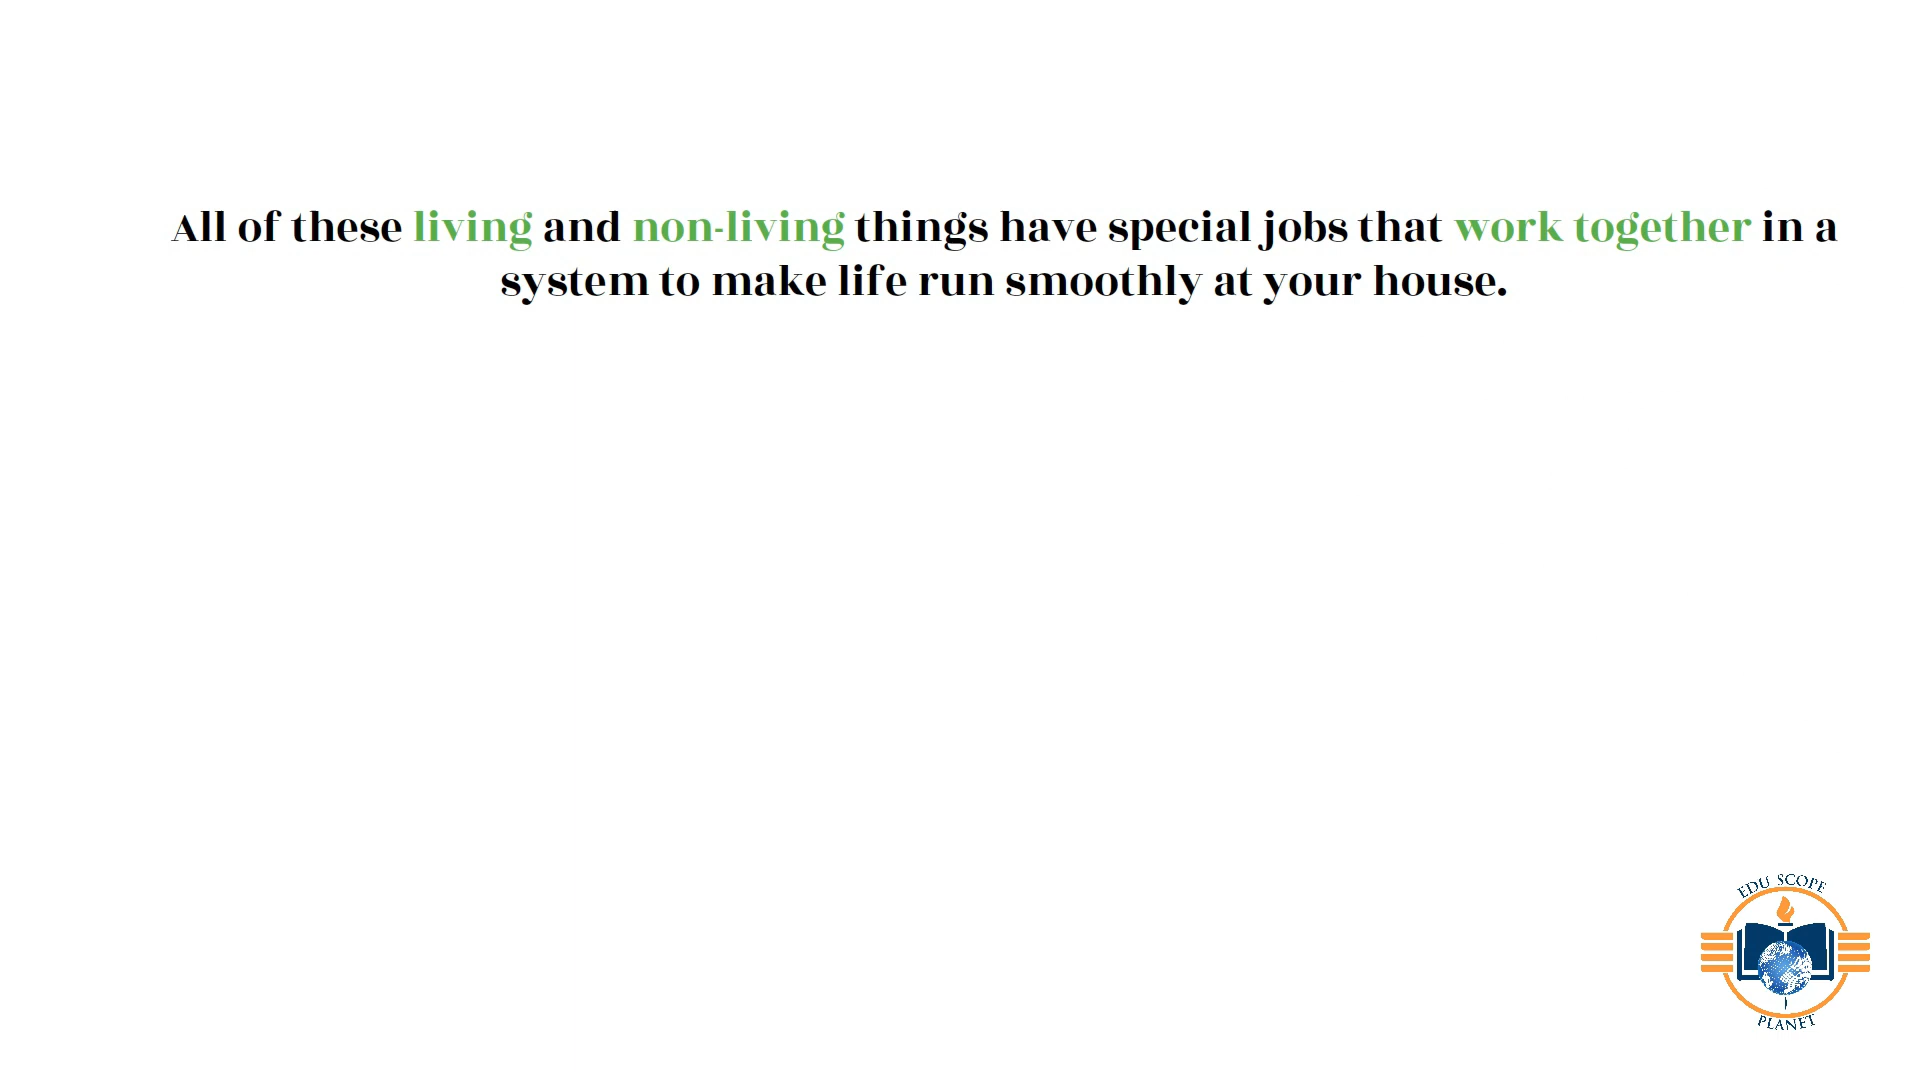 All of these living and non-living things have special jobs that work together in a
system to make life run smoothly at your house.
EDU SCOPE
PLANET